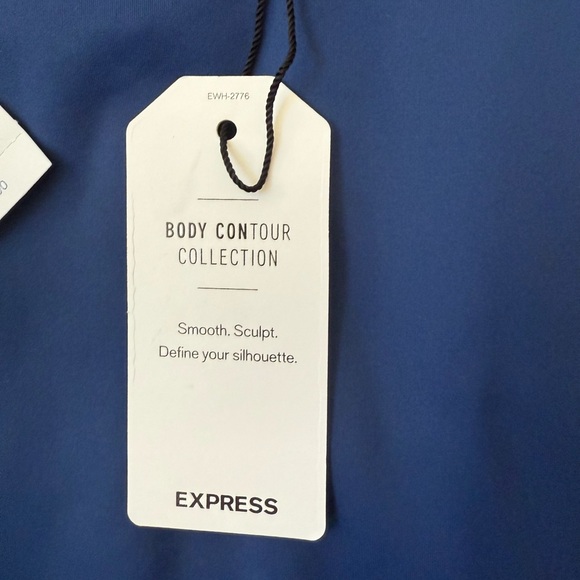 EWH-2776
BODY CONTOUR
COLLECTION
Smooth. Sculpt.
Define your silhouette.
EXPRESS